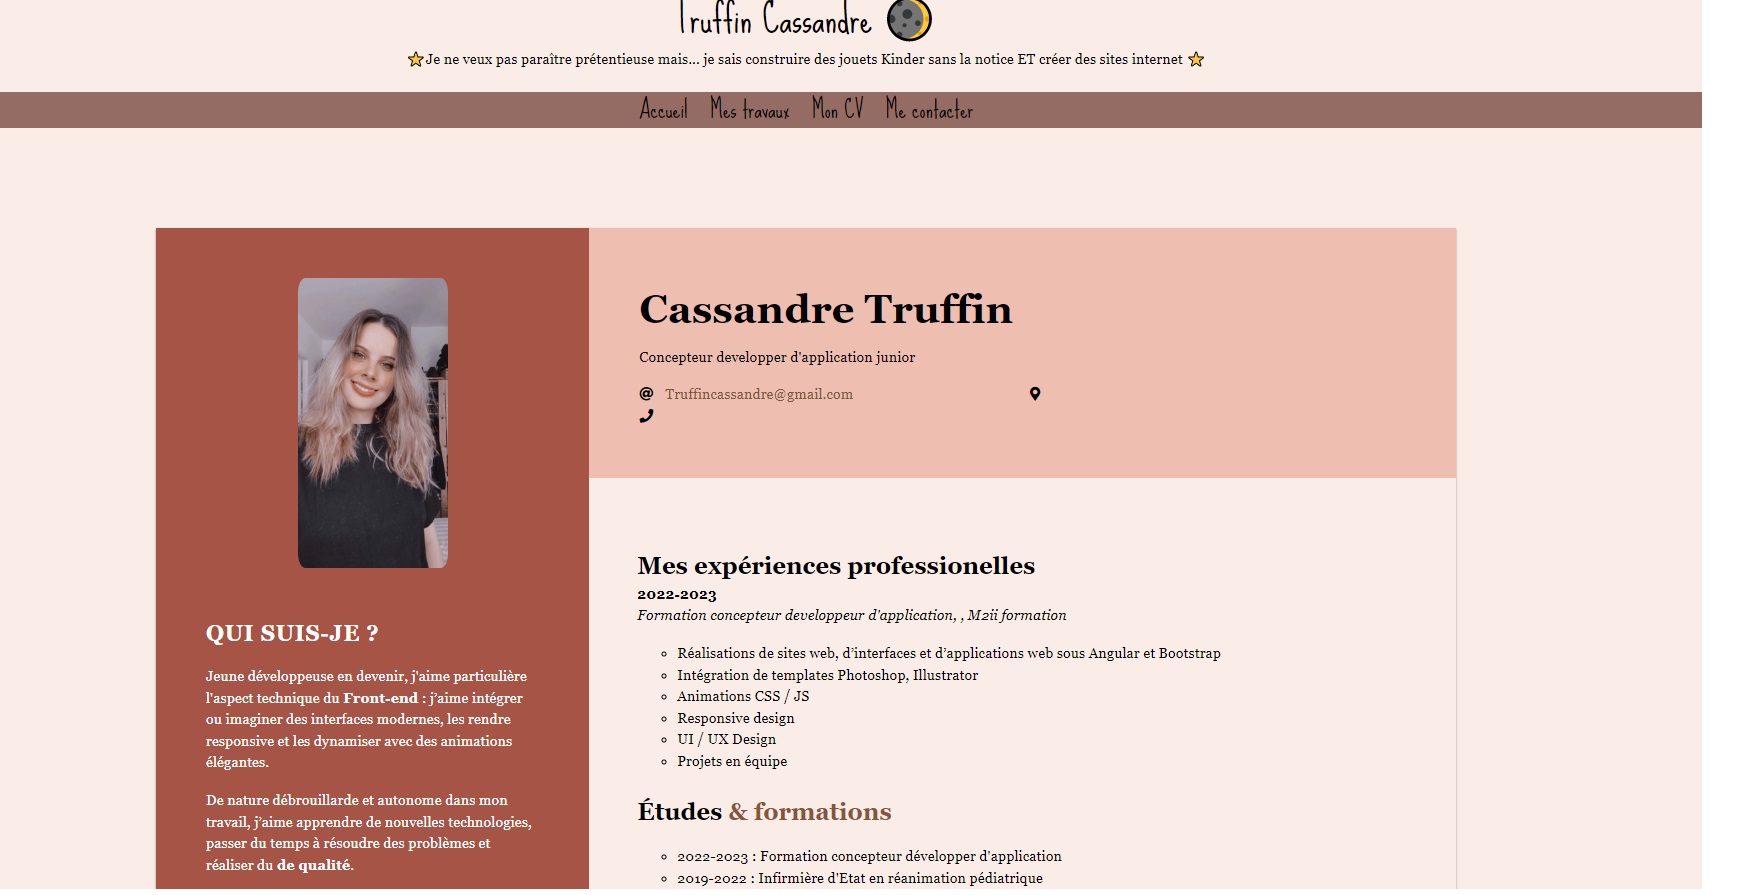 Truffin Cassandre
Je ne veux pas paraître prétentieuse mais... je sais construire des jouets Kinder sans la notice ET créer des sites internet
Accueil Mes travaux Mon CV Me contacter
Cassandre Truffin
Concepteur developper d'application junior
Truffincassandre@gmail.com
QUI SUIS-JE ?
Jeune développeuse en devenir, j'aime particulière
l'aspect technique du Front-end : j’aime intégrer
ou imaginer des interfaces modernes, les rendre
responsive et les dynamiser avec des animations
élégantes.
De nature débrouillarde et autonome dans mon
travail, j’aime apprendre de nouvelles technologies,
passer du temps à résoudre des problèmes et
réaliser du de qualité.
Mes expériences professionelles
2022-2023
Formation concepteur developpeur d'application, , M2ii formation
Réalisations de sites web, d’interfaces et d’applications web sous Angular et Bootstrap
Intégration de templates Photoshop, Illustrator
Animations CSS / JS
Responsive design
UI / UX Design
Projets en équipe
Études & formations
2022-2023 : Formation concepteur développer d'application
2019-2022 : Infirmière d'Etat en réanimation pédiatrique